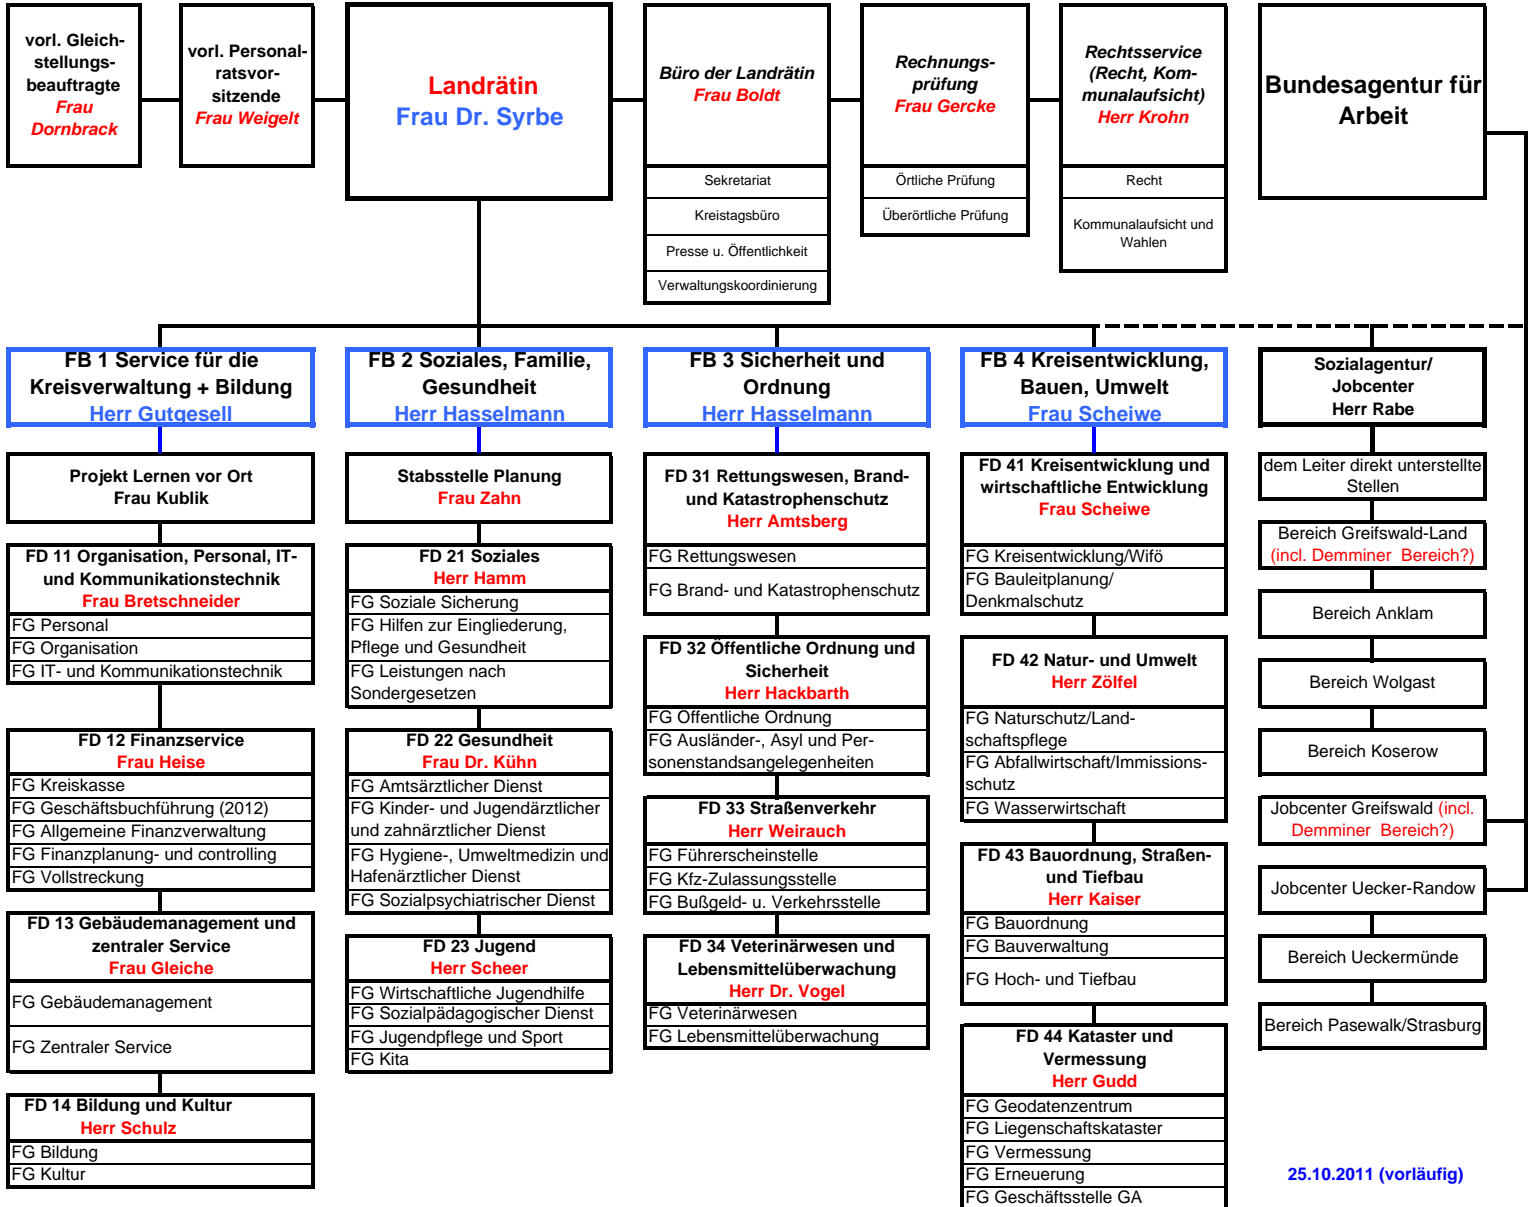 vorl. Gleich-
stellungs-
beauftragte
Frau
Dornbrack
vorl. Personal-
ratsvor-
sitzende
Frau Weigelt
Landrätin
Frau Dr. Syrbe
Büro der Landrätin
Frau Boldt
Sekretariat
Kreistagsbüro
Presse u. Öffentlichkeit
Verwaltungskoordinierung
Rechnungs-
prüfung
Frau Gercke
Örtliche Prüfung
Überörtliche Prüfung
Rechtsservice
(Recht, Kom-
munalaufsicht)
Herr Krohn
Recht
Kommunalaufsicht und
Wahlen
Bundesagentur für
Arbeit
FB 1 Service für die
Kreisverwaltung + Bildung
Herr Gutgesell
Projekt Lernen vor Ort
Frau Kublik
FD 11 Organisation, Personal, IT-
und Kommunikationstechnik
Frau Bretschneider
FG Personal
FG Organisation
FG IT- und Kommunikationstechnik
FD 12 Finanzservice
Frau Heise
FG Kreiskasse
FG Geschäftsbuchführung (2012)
FG Allgemeine Finanzverwaltung
FG Finanzplanung- und controlling
FG Vollstreckung
FD 13 Gebäudemanagement und
zentraler Service
Frau Gleiche
FG Gebäudemanagement
FG Zentraler Service
FD 14 Bildung und Kultur
Herr Schulz
FG Bildung
FG Kultur
FB 2 Soziales, Familie,
Gesundheit
Herr Hasselmann
Stabsstelle Planung
Frau Zahn
FD 21 Soziales
Herr Hamm
FG Soziale Sicherung
FG Hilfen zur Eingliederung,
Pflege und Gesundheit
FG Leistungen nach
Sondergesetzen
FD 22 Gesundheit
Frau Dr. Kühn
FG Amtsärztlicher Dienst
FG Kinder- und Jugendärztlicher
und zahnärztlicher Dienst
FG Hygiene-, Umweltmedizin und
Hafenärztlicher Dienst
FG Sozialpsychiatrischer Dienst
FD 23 Jugend
Herr Scheer
FG Wirtschaftliche Jugendhilfe
FG Sozialpädagogischer Dienst
FG Jugendpflege und Sport
FG Kita
FB 3 Sicherheit und
Ordnung
Herr Hasselmann
FD 31 Rettungswesen, Brand-
und Katastrophenschutz
Herr Amtsberg
FG Rettungswesen
FG Brand- und Katastrophenschutz
FD 32 Öffentliche Ordnung und
Sicherheit
Herr Hackbarth
FG Öffentliche Ordnung
FG Ausländer-, Asyl und Per-
sonenstandsangelegenheiten
FD 33 Straßenverkehr
Herr Weirauch
FG Führerscheinstelle
FG Kfz-Zulassungsstelle
FG Bußgeld- u. Verkehrsstelle
FD 34 Veterinärwesen und
Lebensmittelüberwachung
Herr Dr. Vogel
FG Veterinärwesen
FG Lebensmittelüberwachung
FB 4 Kreisentwicklung,
Bauen, Umwelt
Frau Scheiwe
FD 41 Kreisentwicklung und
wirtschaftliche Entwicklung
Frau Scheiwe
FG Kreisentwicklung/Wifö
FG Bauleitplanung/
Denkmalschutz
FD 42 Natur- und Umwelt
Herr Zölfel
FG Naturschutz/Land-
schaftspflege
FG Abfallwirtschaft/Immissions-
schutz
FG Wasserwirtschaft
FD 43 Bauordnung, Straßen-
und Tiefbau
Herr Kaiser
FG Bauordnung
FG Bauverwaltung
FG Hoch- und Tiefbau
FD 44 Kataster und
Vermessung
Herr Gudd
FG Geodatenzentrum
FG Liegenschaftskataster
FG Vermessung
FG Erneuerung
FG Geschäftsstelle GA
Sozialagentur/
Jobcenter
Herr Rabe
dem Leiter direkt unterstellte
Stellen
Bereich Greifswald-Land
(incl. Demminer Bereich?)
Bereich Anklam
Bereich Wolgast
Bereich Koserow
Jobcenter Greifswald (incl.
Demminer Bereich?)
Jobcenter Uecker-Randow
Bereich Ueckermünde
Bereich Pasewalk/Strasburg
25.10.2011 (vorläufig)